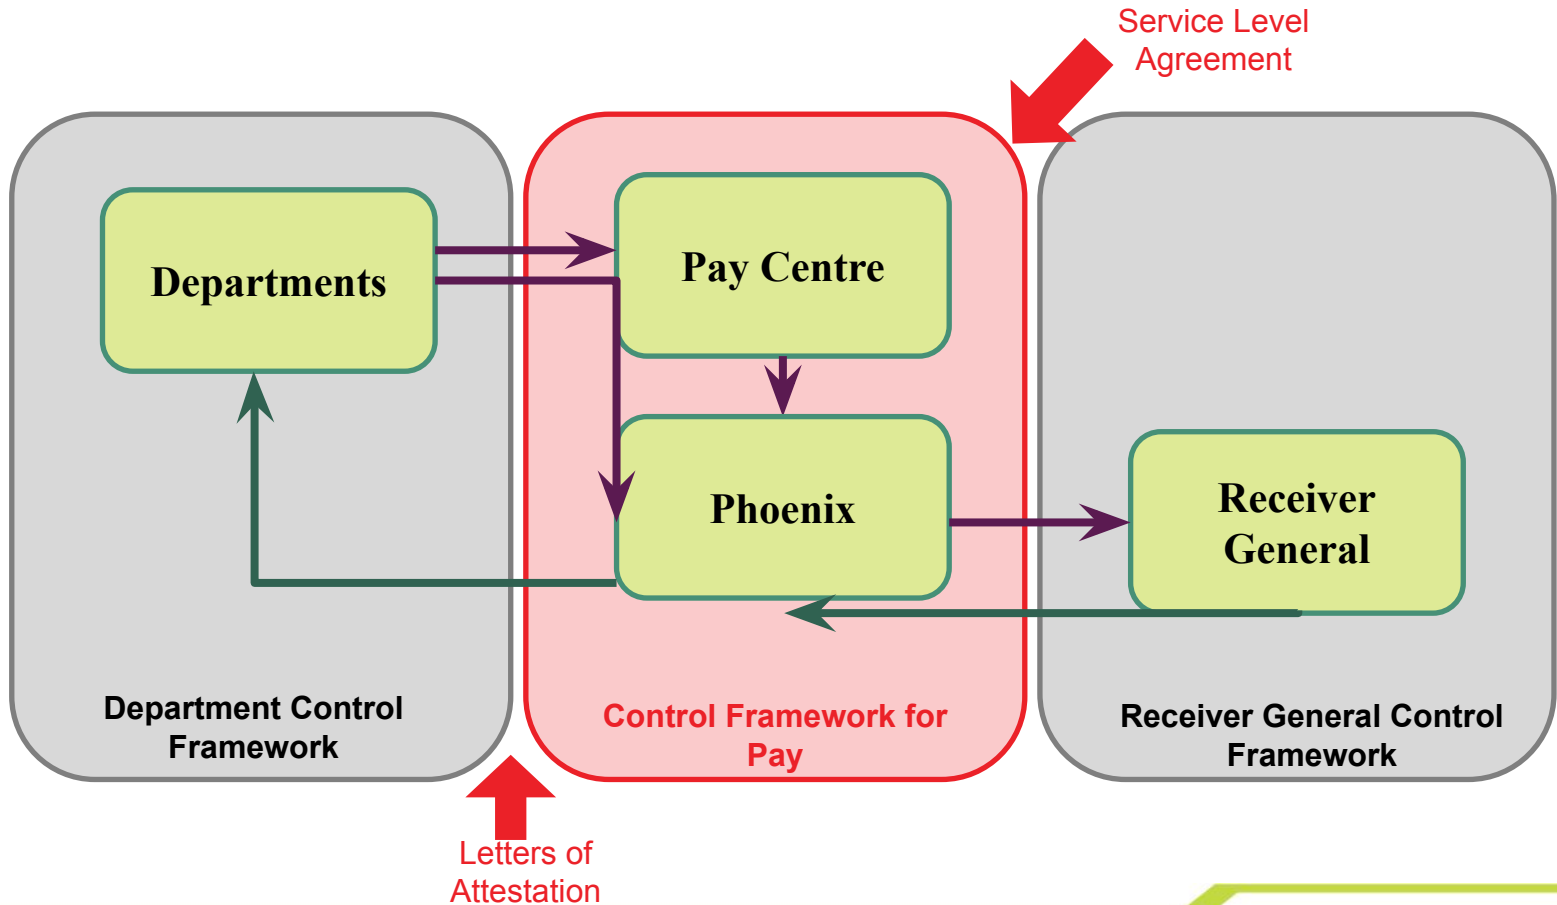 Service Level
Agreement
Departments
Pay Centre
Phoenix
Receiver
General
Department Control
Framework
Control Framework for
Pay
Receiver General Control
Framework
Letters of
Attestation